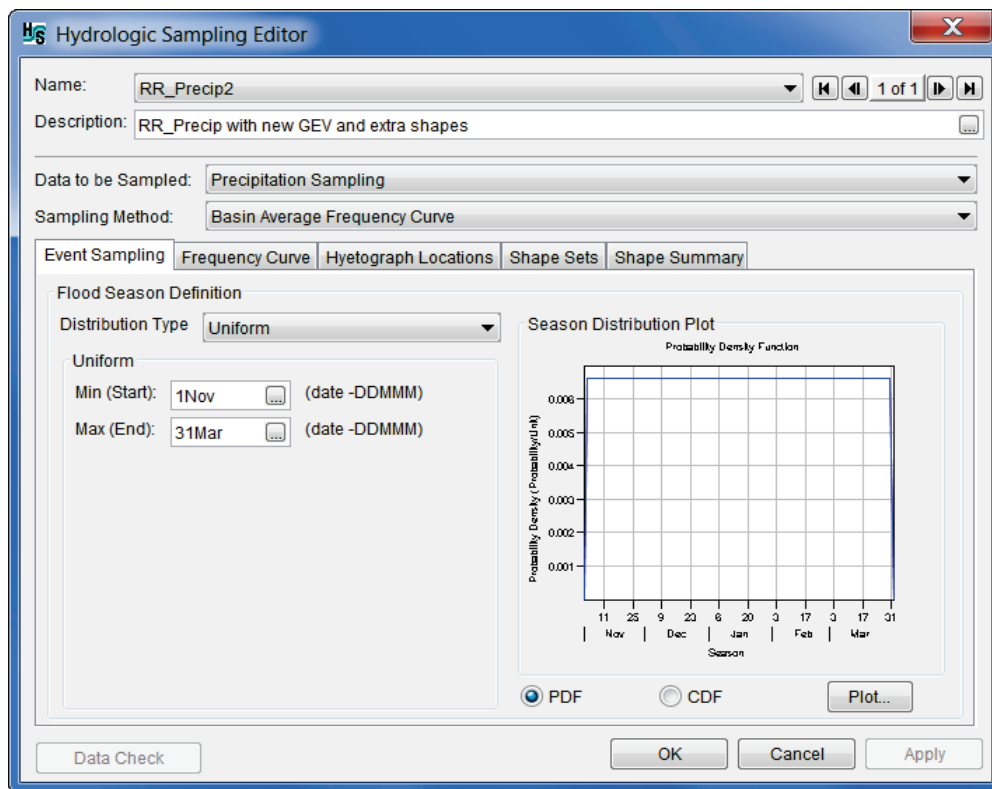 HS Hydrologic Sampling Editor X
Name: RR_Precip2 1 of 1
Description: RR_Precip with new GEV and extra shapes ...
Data to be Sampled: Precipitation Sampling
Sampling Method: Basin Average Frequency Curve
Event Sampling Frequency Curve Hyetograph Locations Shape Sets Shape Summary
Flood Season Definition
Distribution Type Uniform
Uniform
Min (Start): 1Nov ... (date -DDMMM)
Max (End): 31Mar ... (date -DDMMM)
Season Distribution Plot
Probability Density Function
Probability Density (Probability/Unit)
0.006
0.005
0.004
0.003
0.002
0.001
11 25 9 23 6 20 3 17 3 17 31
Nov Dec Jan Feb Mar
Season
PDF CDF Plot...
Data Check OK Cancel Apply